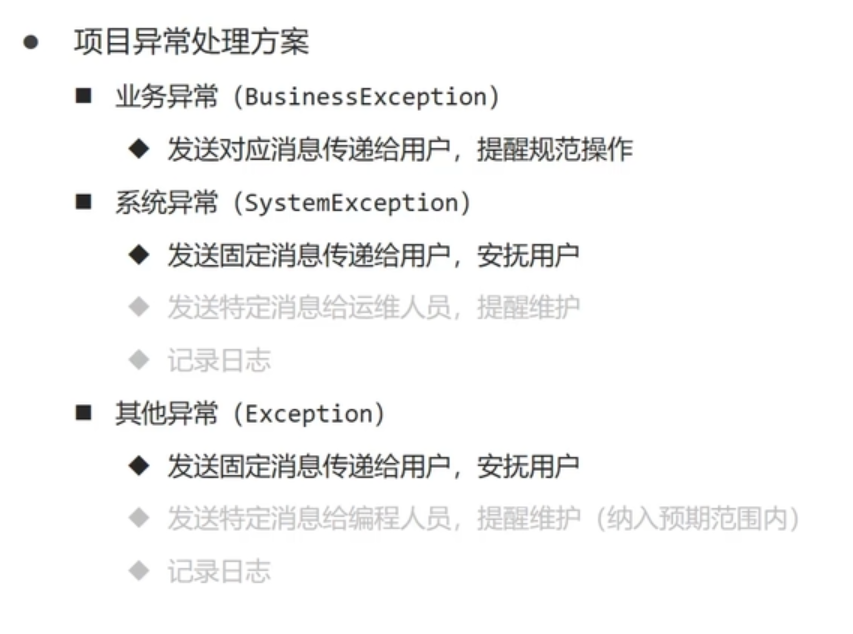 项目异常处理方案
业务异常（BusinessException）
发送对应消息传递给用户，提醒规范操作
系统异常（SystemException）
发送固定消息传递给用户，安抚用户
发送特定消息给运维人员，提醒维护
记录日志
其他异常（Exception）
发送固定消息传递给用户，安抚用户
发送特定消息给编程人员，提醒维护（纳入预期范围内）
记录日志